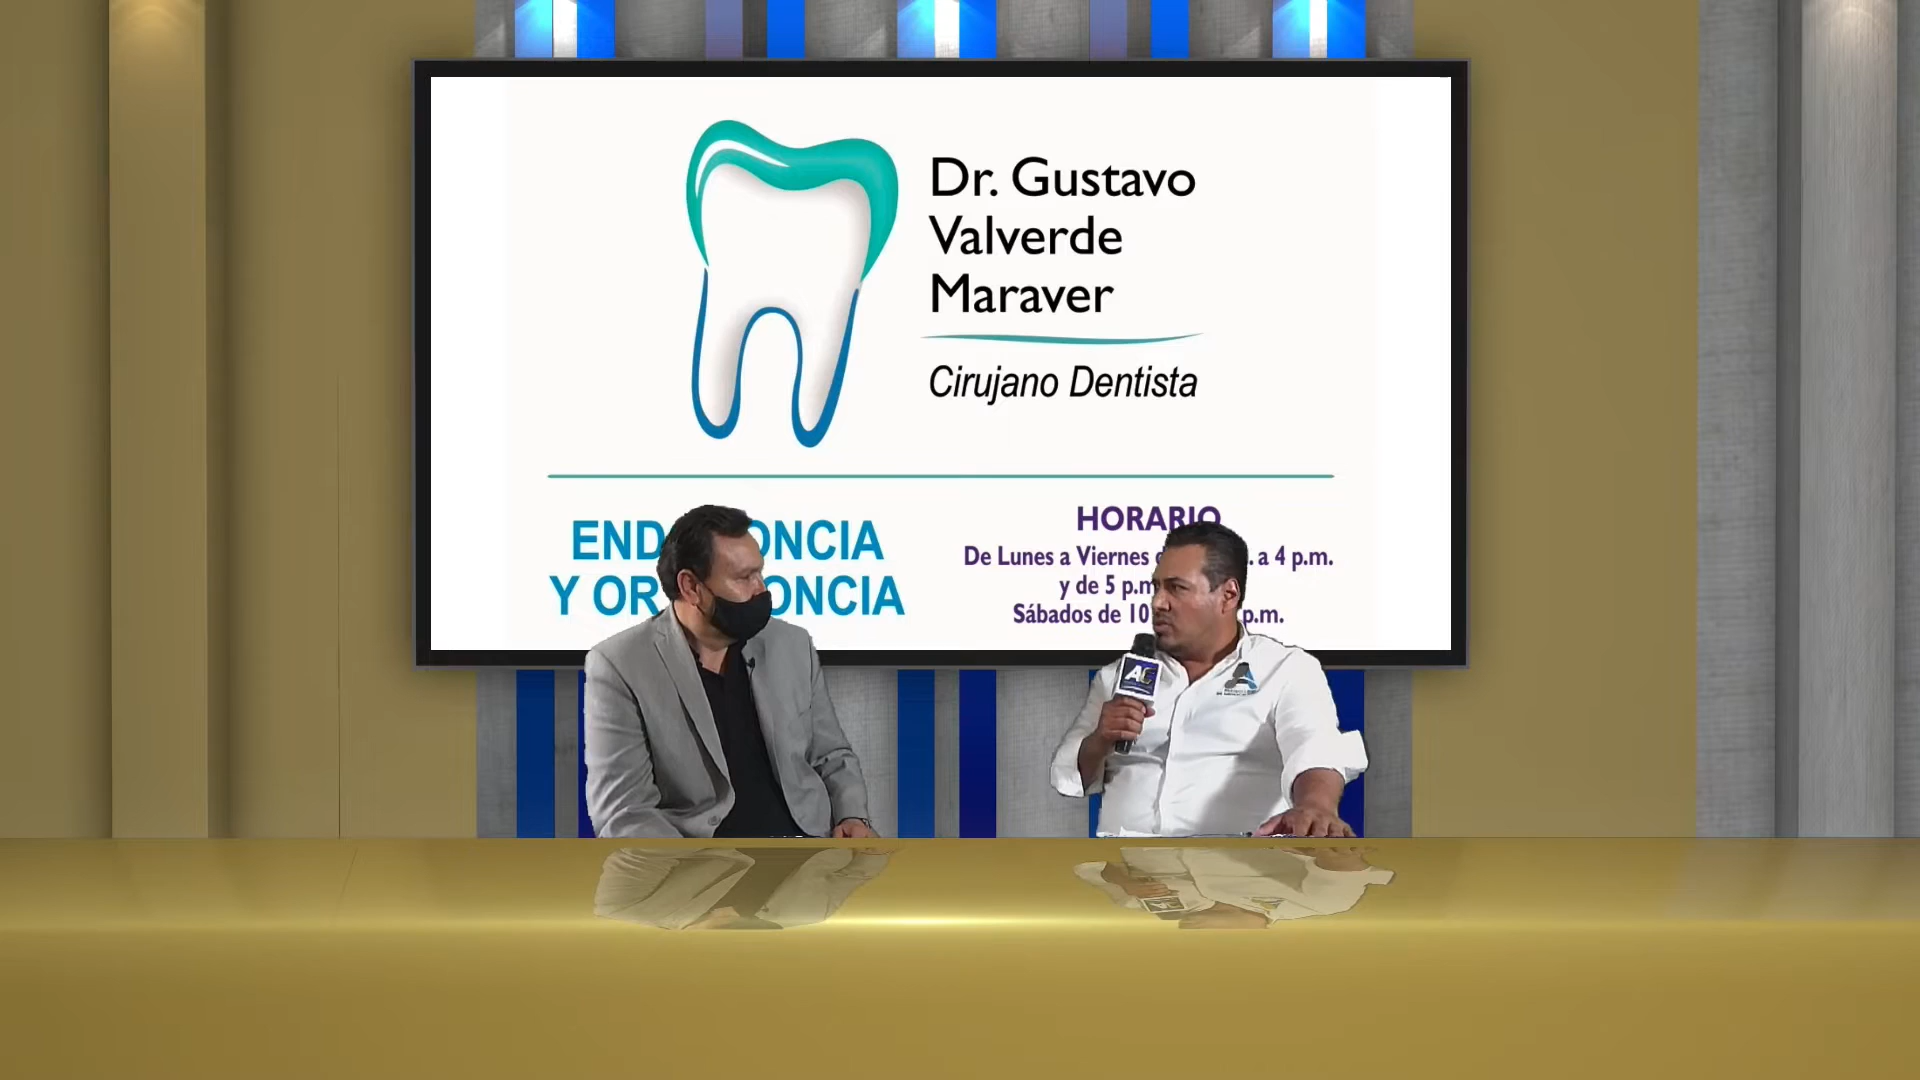 Dr. Gustavo
Valverde
Maraver
Cirujano Dentista
END ONCIA
Y OR ONCIA
HORARIO
De Lunes a Viernes a 4 p.m.
y de 5 p.m
Sábados de 10 p.m.
AG